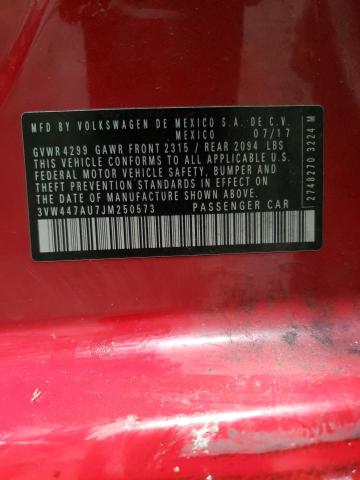 MFD.BY VOLKSWAGEN DE MEXICO S.A. DE C.V.
MEXICO 07/17
GVWR4299 GAWR FRONT 2315 / REAR 2094 LBS
THIS VEHICLE CONFORMS TO ALL APPLICABLE U.S.
FEDERAL MOTOR VEHICLE SAFETY, BUMPER AND
THEFT PREVENTION STANDARDS IN EFFECT ON THE
DATE OF MANUFACTURE SHOWN ABOVE.
3VW447AU7JM250573 PASSENGER CAR
2748270 3224 M